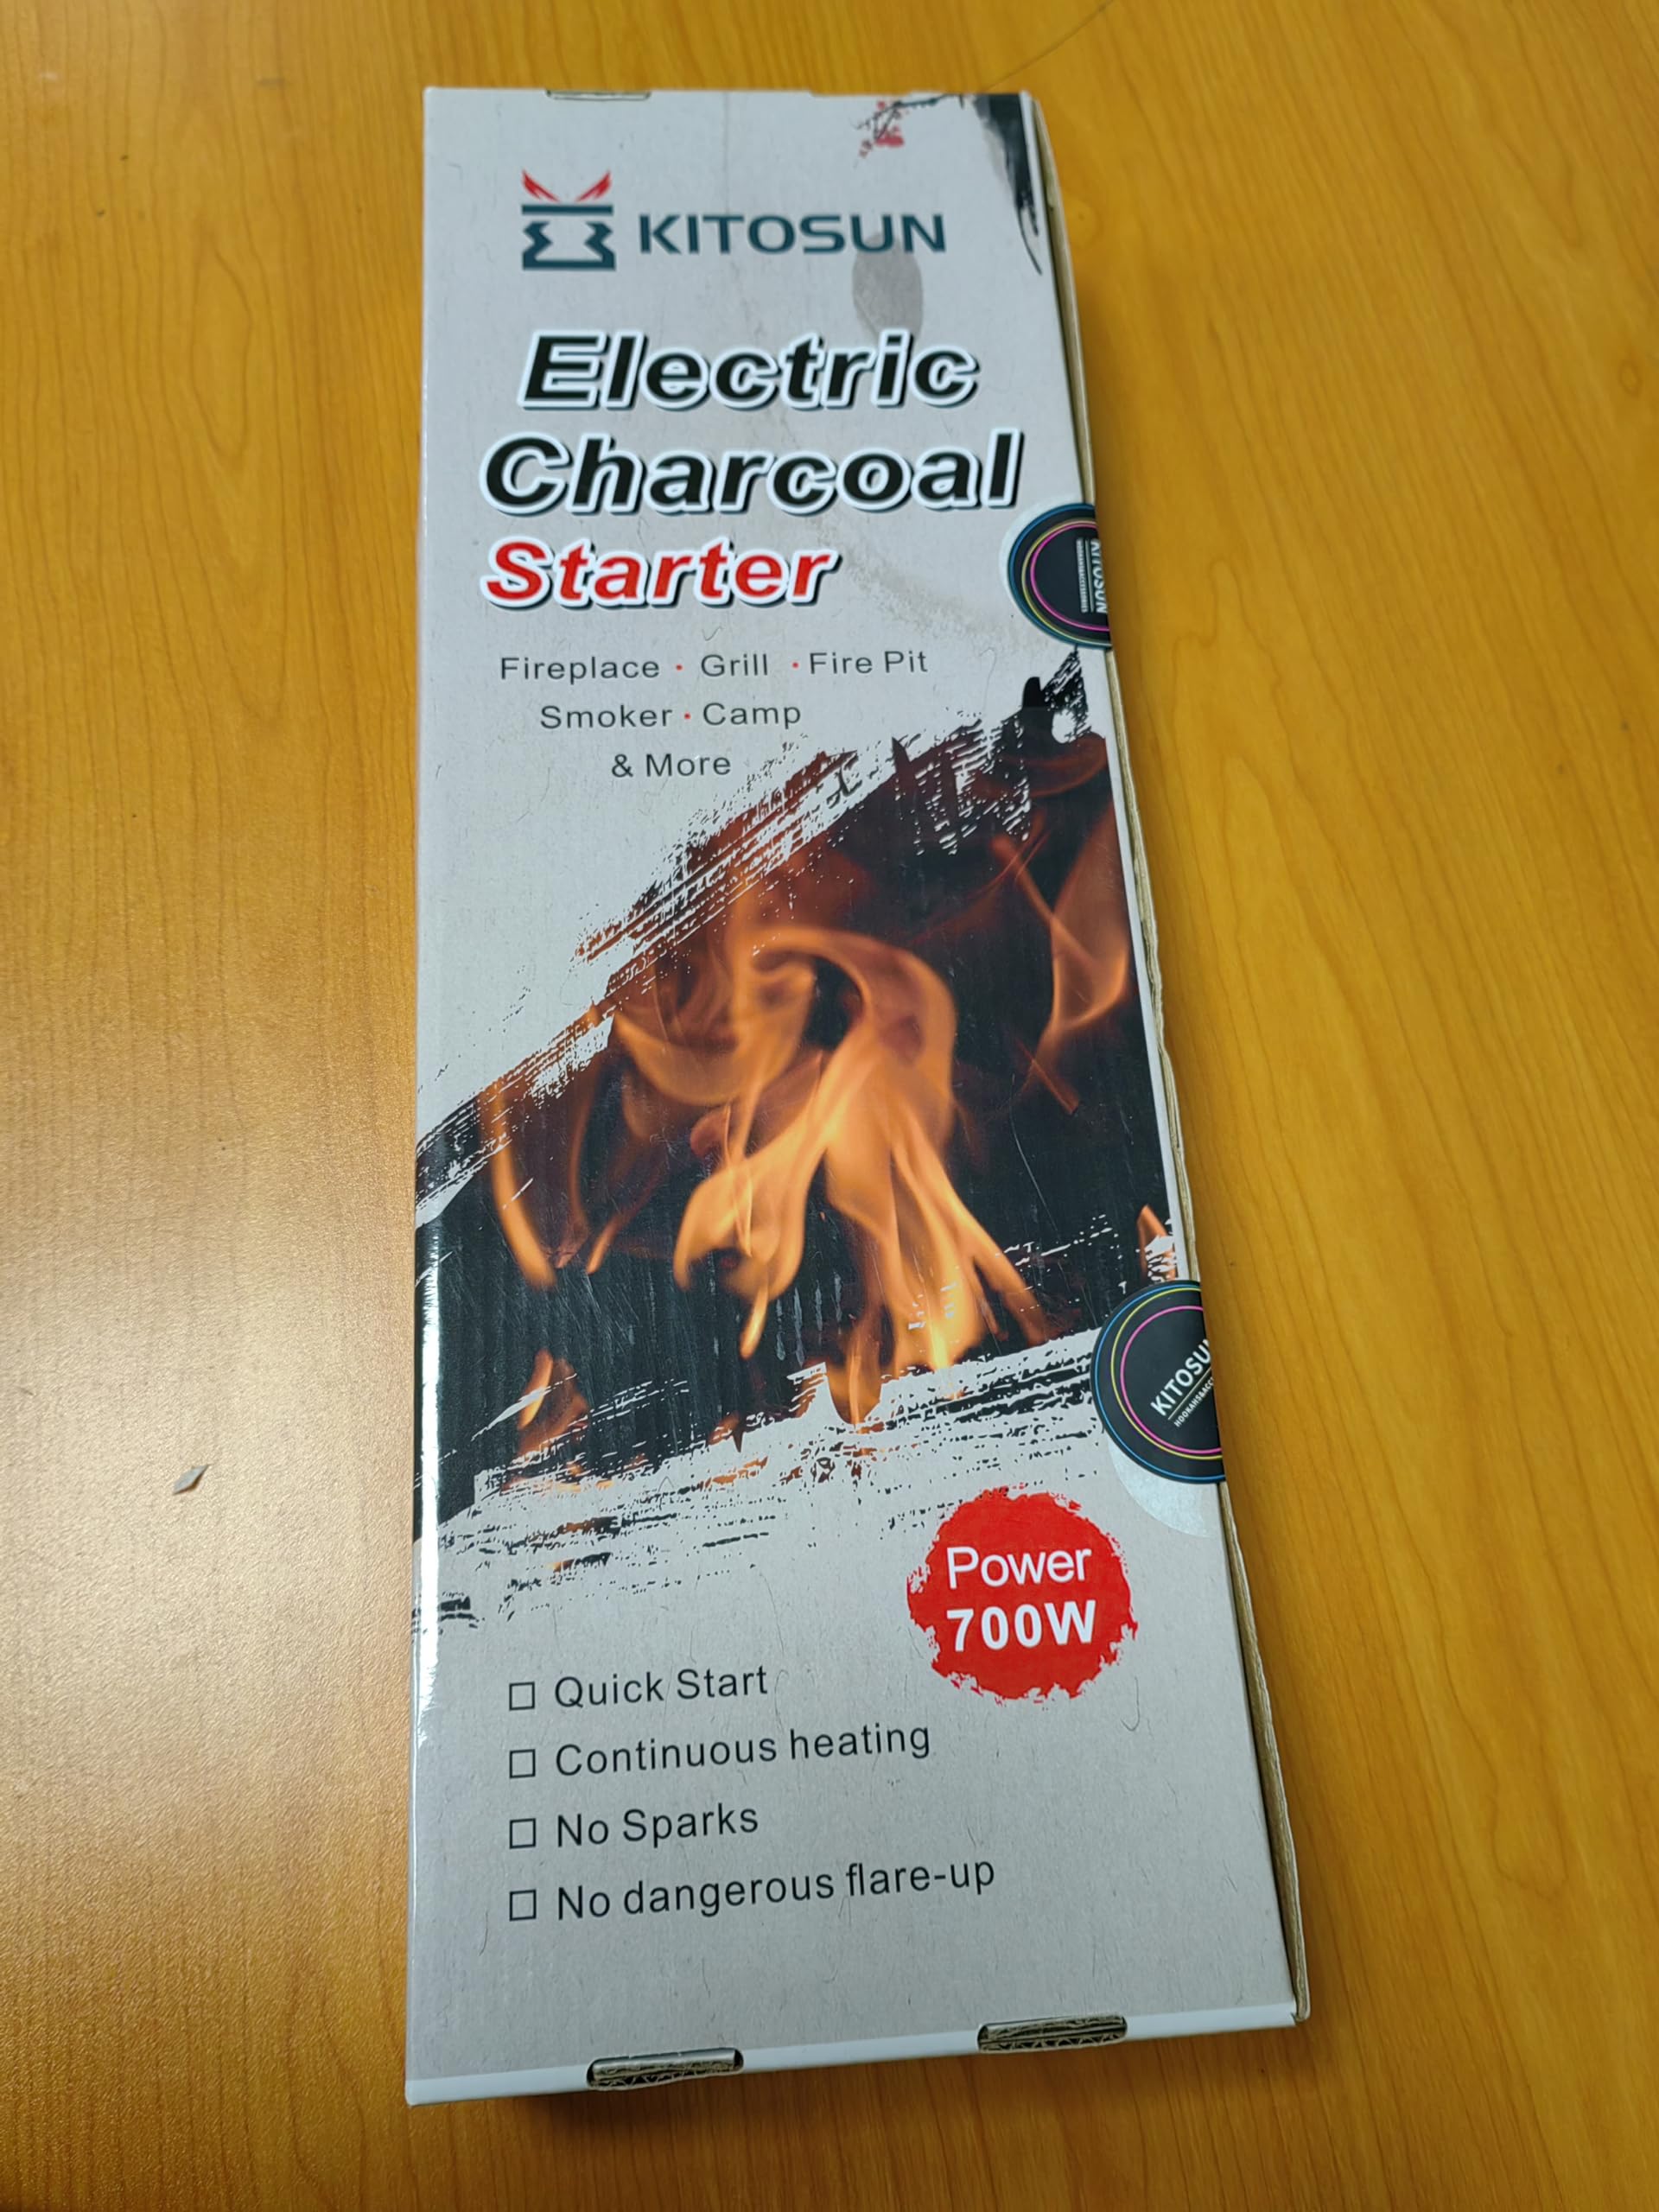 KITOSUN
Electric
Charcoal
Starter
Fireplace · Grill · Fire Pit
Smoker · Camp
& More
KITOSUN
KITOSU
Power
700W
□ Quick Start
□ Continuous heating
□ No Sparks
□ No dangerous flare-up